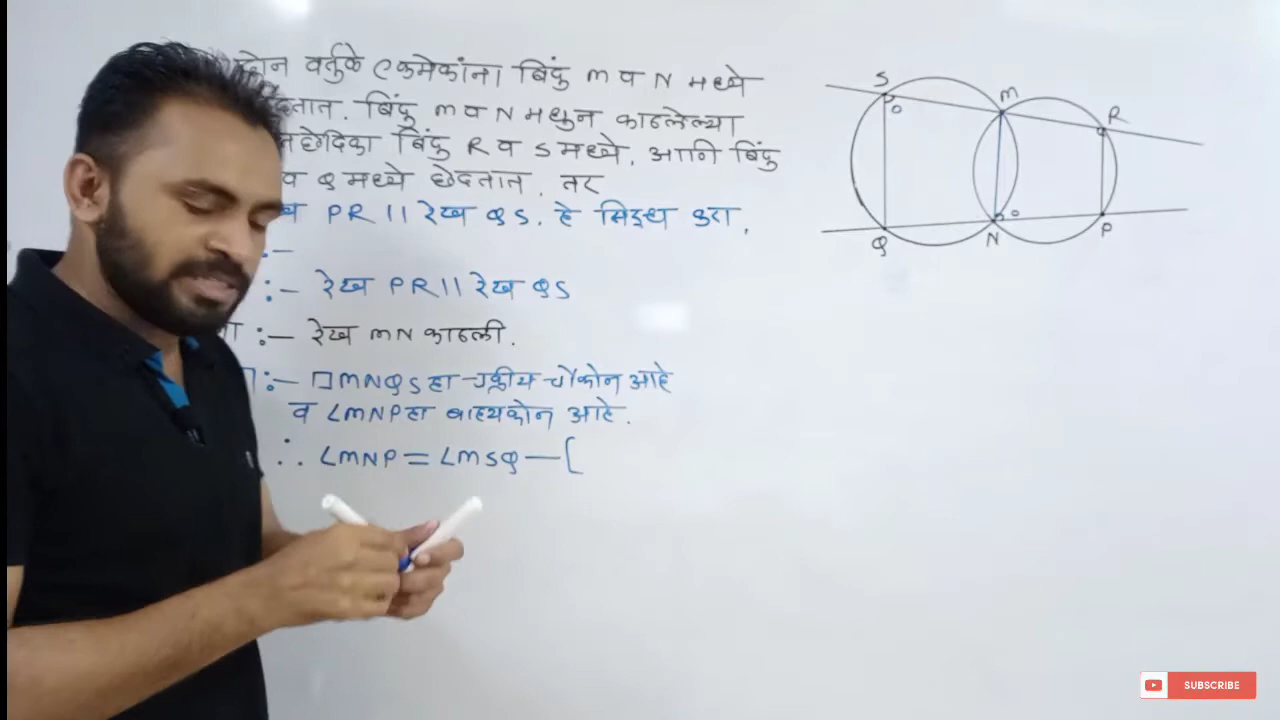 दोन वर्तुळे एकमेकांना बिंदू M व N मध्ये
छेदतात. बिंदू M व N मधुन काढलेल्या
छेदिका बिंदू R व S मध्ये, आणि बिंदू
व Q मध्ये छेदतात. तर
रेख PR || रेख QS. हे सिद्ध करा.
:-
:- रेख PR || रेख QS
:- रेख MN काढली.
:- □MNQS हा चक्रीय चौकोन आहे
व ∠MNP हा बाह्यकोन आहे.
∴ ∠MNP = ∠MSQ — [
S
M
R
Q
N
P
SUBSCRIBE